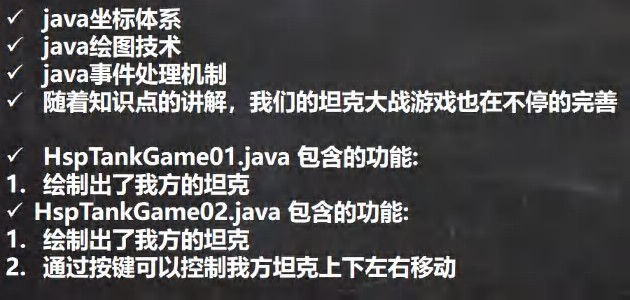 ✓ java坐标体系
✓ java绘图技术
✓ java事件处理机制
✓ 随着知识点的讲解，我们的坦克大战游戏也在不停的完善
✓ HspTankGame01.java 包含的功能:
1. 绘制出了我方的坦克
✓ HspTankGame02.java 包含的功能:
1. 绘制出了我方的坦克
2. 通过按键可以控制我方坦克上下左右移动